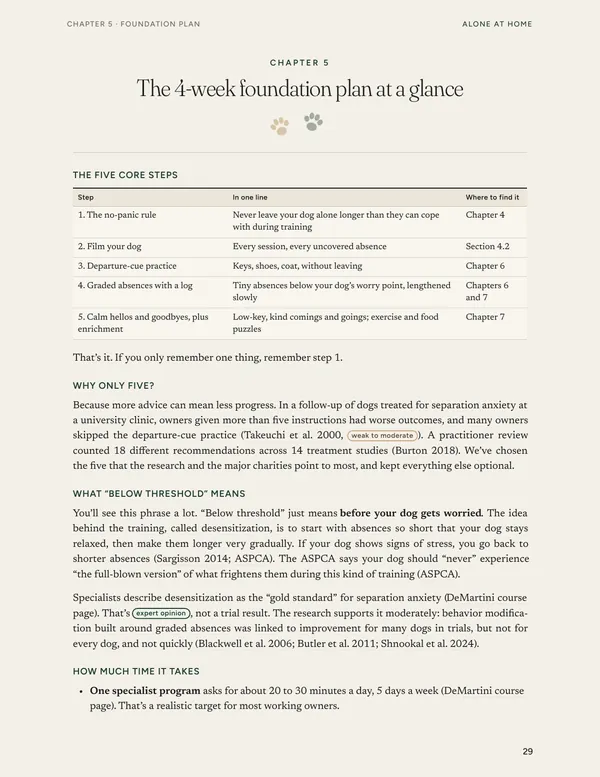 CHAPTER 5 · FOUNDATION PLAN
ALONE AT HOME
CHAPTER 5
The 4-week foundation plan at a glance
THE FIVE CORE STEPS
Step In one line Where to find it
1. The no-panic rule Never leave your dog alone longer than they can cope Chapter 4
with during training
2. Film your dog Every session, every uncovered absence Section 4.2
3. Departure-cue practice Keys, shoes, coat, without leaving Chapter 6
4. Graded absences with a log Tiny absences below your dog’s worry point, lengthened Chapters 6
slowly and 7
5. Calm hellos and goodbyes, plus Low-key, kind comings and goings; exercise and food Chapter 7
enrichment puzzles
That’s it. If you only remember one thing, remember step 1.
WHY ONLY FIVE?
Because more advice can mean less progress. In a follow-up of dogs treated for separation anxiety at
a university clinic, owners given more than five instructions had worse outcomes, and many owners
skipped the departure-cue practice (Takeuchi et al. 2000, weak to moderate). A practitioner review
counted 18 different recommendations across 14 treatment studies (Burton 2018). We’ve chosen
the five that the research and the major charities point to most, and kept everything else optional.
WHAT “BELOW THRESHOLD” MEANS
You’ll see this phrase a lot. “Below threshold” just means before your dog gets worried. The idea
behind the training, called desensitization, is to start with absences so short that your dog stays
relaxed, then make them longer very gradually. If your dog shows signs of stress, you go back to
shorter absences (Sargisson 2014; ASPCA). The ASPCA says your dog should “never” experience
“the full-blown version” of what frightens them during this kind of training (ASPCA).
Specialists describe desensitization as the “gold standard” for separation anxiety (DeMartini course
page). That’s expert opinion, not a trial result. The research supports it moderately: behavior modifica-
tion built around graded absences was linked to improvement for many dogs in trials, but not for
every dog, and not quickly (Blackwell et al. 2006; Butler et al. 2011; Shnookal et al. 2024).
HOW MUCH TIME IT TAKES
• One specialist program asks for about 20 to 30 minutes a day, 5 days a week (DeMartini course
page). That’s a realistic target for most working owners.
29